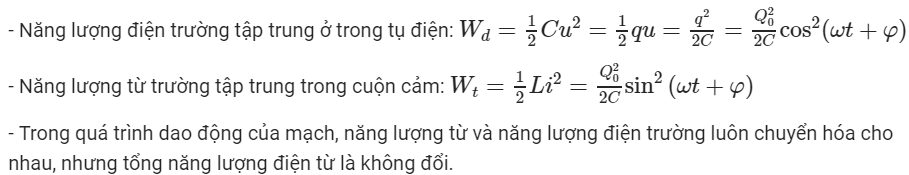 - Năng lượng điện trường tập trung ở trong tụ điện: $W_d = \frac{1}{2}Cu^2 = \frac{1}{2}qu = \frac{q^2}{2C} = \frac{Q_0^2}{2C}\cos^2(\omega t + \varphi)$
- Năng lượng từ trường tập trung trong cuộn cảm: $W_t = \frac{1}{2}Li^2 = \frac{Q_0^2}{2C}\sin^2(\omega t + \varphi)$
- Trong quá trình dao động của mạch, năng lượng từ và năng lượng điện trường luôn chuyển hóa cho
nhau, nhưng tổng năng lượng điện từ là không đổi.